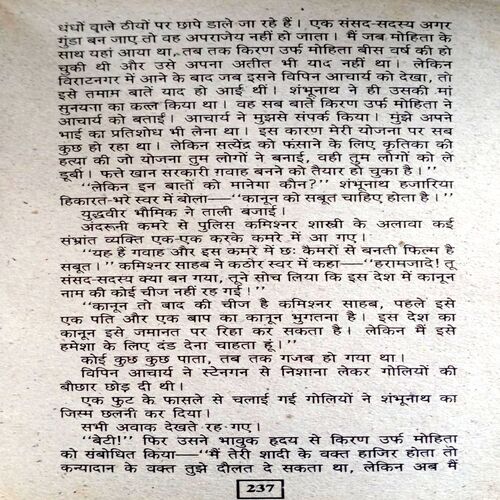 धंधों वाले ठीयों पर छापे डाले जा रहे हैं। एक संसद-सदस्य अगर
गुंडा बन जाए तो वह अपराजेय नहीं हो जाता। मैं जब मोहिता के
साथ यहां आया था, तब तक किरण उर्फ मोहिता बीस वर्ष की हो
चुकी थी और उसे अपना अतीत भी याद नहीं था। लेकिन
विराटनगर में आने के बाद जब इसने विपिन आचार्य को देखा, तो
इसे तमाम बातें याद हो आई थीं। शंभूनाथ ने ही उसकी मां
सुनयना का कत्ल किया था। वह सब बातें किरण उर्फ मोहिता ने
आचार्य को बताईं। आचार्य ने मुझसे संपर्क किया। मुझे अपने
भाई का प्रतिशोध भी लेना था। इस कारण मेरी योजना पर सब
कुछ हो रहा था। लेकिन सत्येंद्र को फंसाने के लिए कृतिका की
हत्या की जो योजना तुम लोगों ने बनाई, वही तुम लोगों को ले
डूबी। फत्ते खान सरकारी गवाह बनने को तैयार हो चुका है।''
''लेकिन इन बातों को मानेगा कौन?'' शंभूनाथ हजारिया
हिकारत-भरे स्वर में बोला—''कानून को सबूत चाहिए होता है।''
युद्धवीर भौमिक ने ताली बजाई।
अंदरूनी कमरे से पुलिस कमिश्नर शास्त्री के अलावा कई
संभ्रांत व्यक्ति एक-एक करके कमरे में आ गए।
''यह हैं गवाह और इस कमरे में छः कैमरों से बनती फिल्म है
सबूत।'' कमिश्नर साहब ने कठोर स्वर में कहा—''हरामजादे! तू
संसद-सदस्य क्या बन गया, तूने सोच लिया कि इस देश में कानून
नाम की कोई चीज नहीं रह गई!''
''कानून तो बाद की चीज है कमिश्नर साहब, पहले इसे
एक पति और एक बाप का कानून भुगतना है। इस देश का
कानून इसे जमानत पर रिहा कर सकता है। लेकिन मैं इसे
हमेशा के लिए दंड देना चाहता हूं।''
कोई कुछ कुछ पाता, तब तक गजब हो गया था।
विपिन आचार्य ने स्टेनगन से निशाना लेकर गोलियों की
बौछार छोड़ दी थी।
एक फुट के फासले से चलाई गई गोलियों ने शंभूनाथ का
जिस्म छलनी कर दिया।
सभी अवाक देखते रह गए।
''बेटी!'' फिर उसने भावुक हृदय से किरण उर्फ मोहिता
को संबोधित किया—''मैं तेरी शादी के वक्त हाजिर होता तो
कन्यादान के वक्त तुझे दौलत दे सकता था, लेकिन अब मैं
237